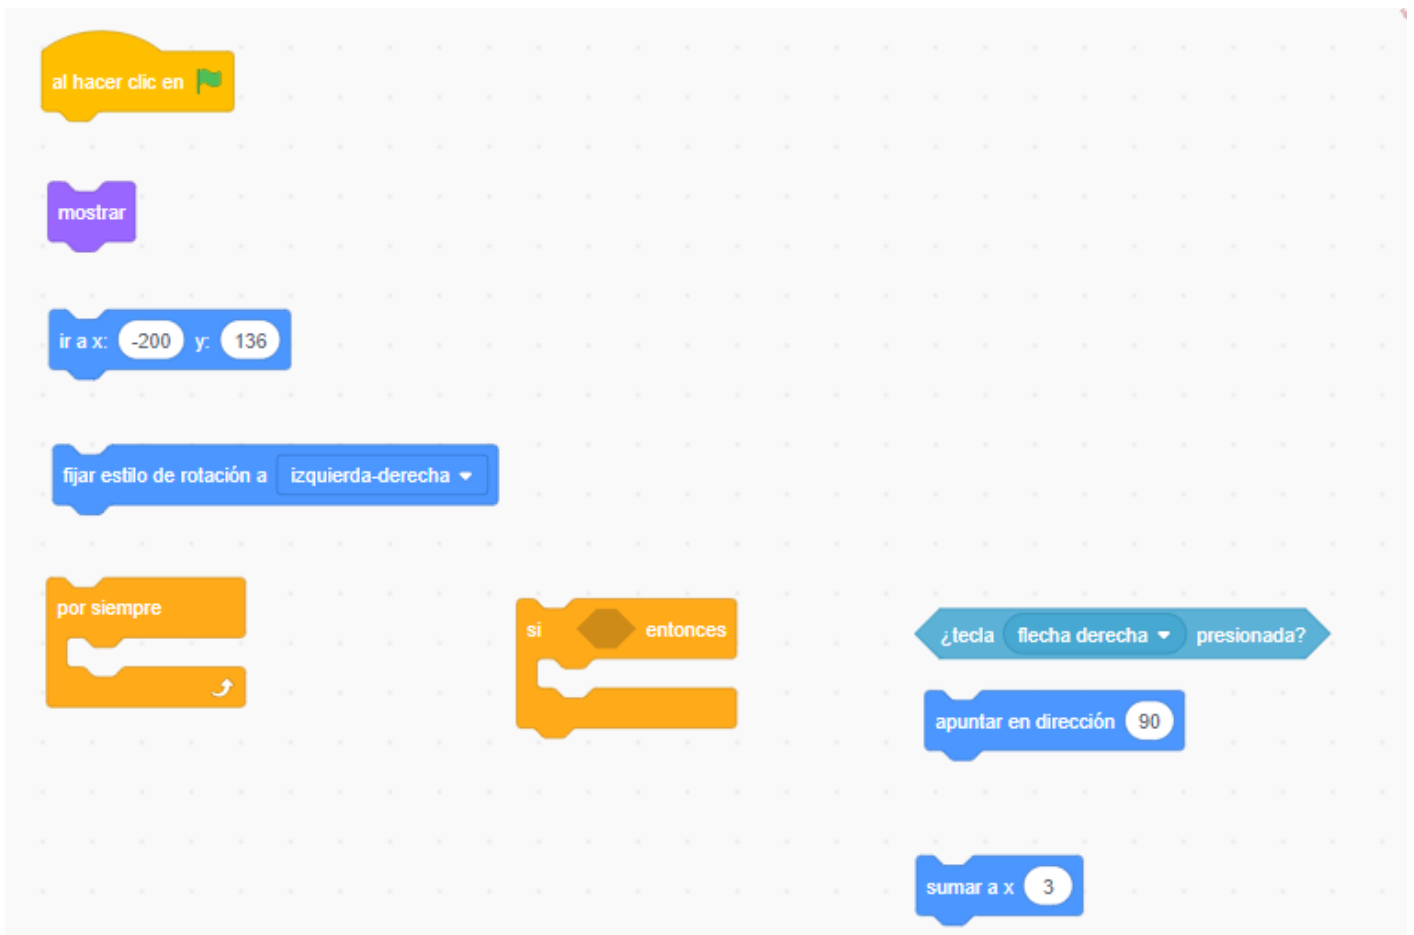 al hacer clic en
mostrar
ir a x: -200 y: 136
fijar estilo de rotación a izquierda-derecha
por siempre
si entonces
¿tecla flecha derecha presionada?
apuntar en dirección 90
sumar a x 3